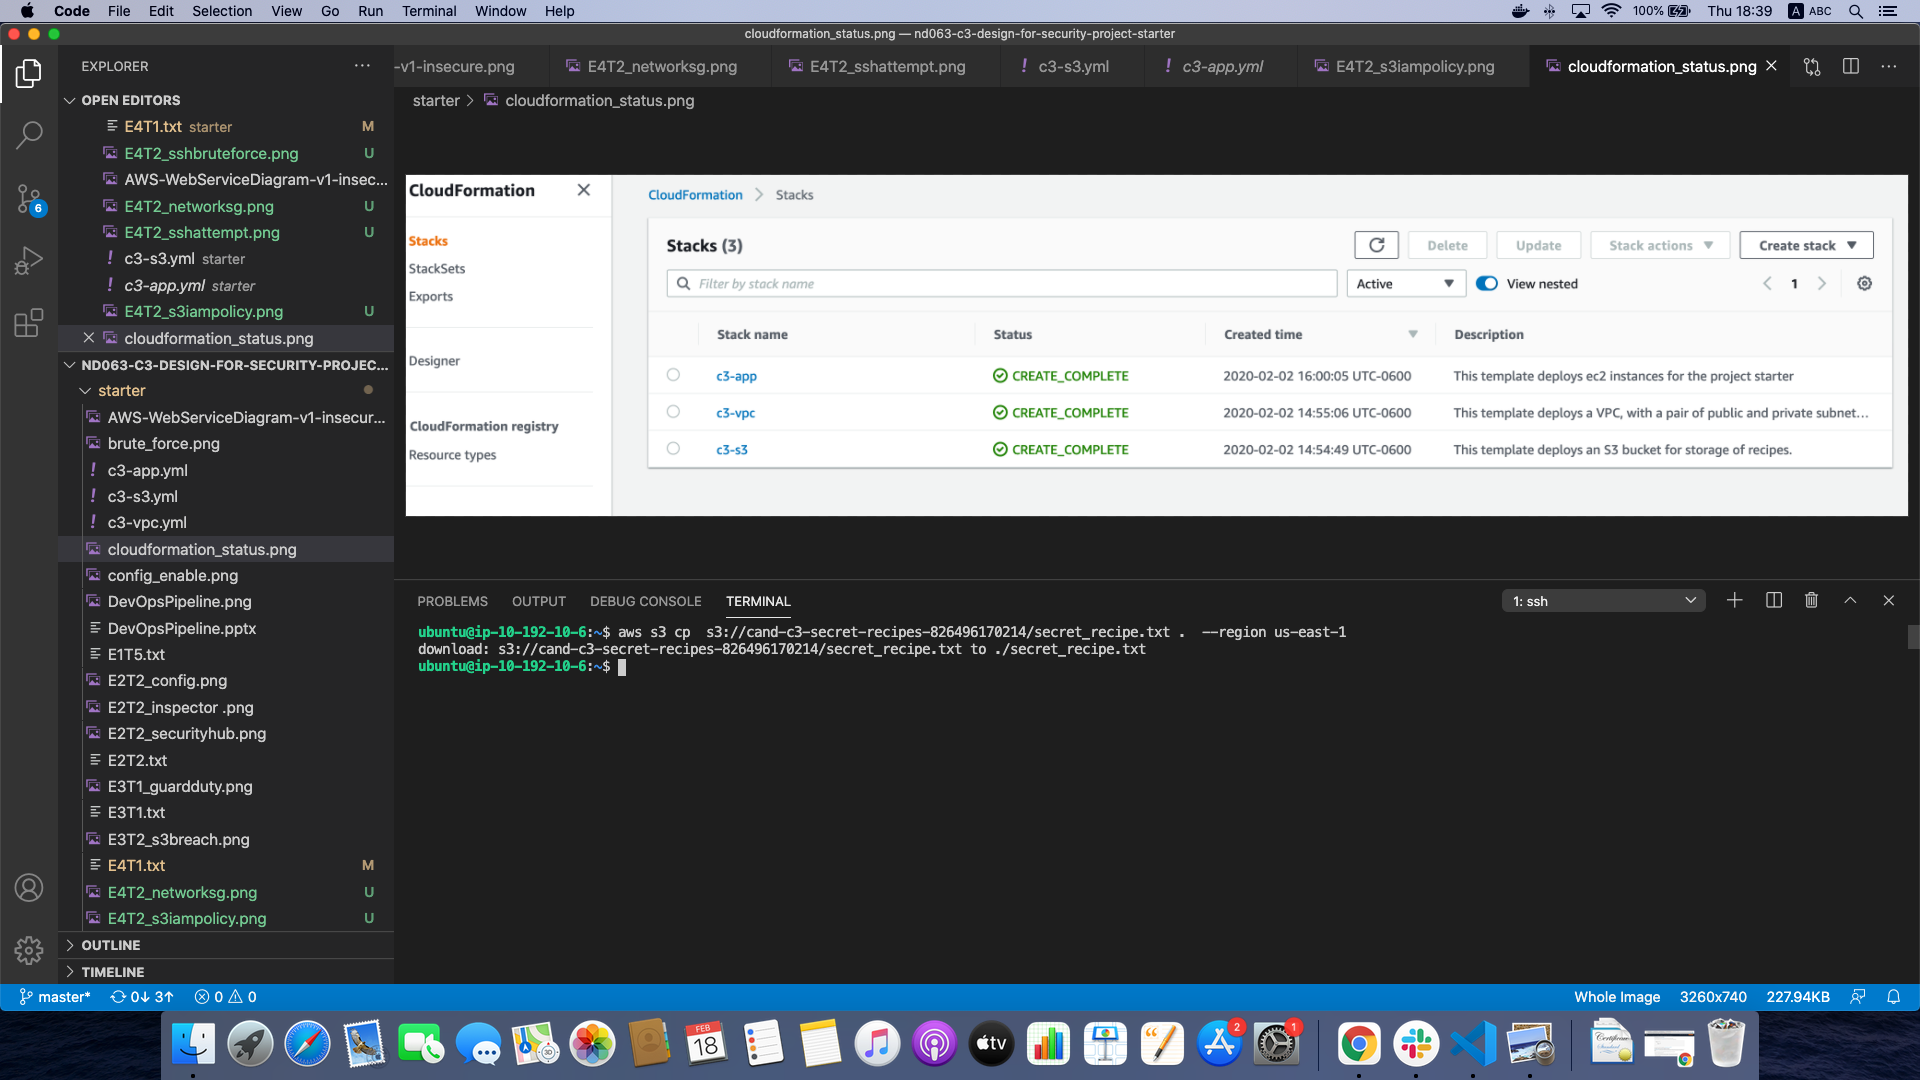 Code File Edit Selection View Go Run Terminal Window Help
100% Thu 18:39 A ABC
cloudformation_status.png — nd063-c3-design-for-security-project-starter
EXPLORER
-v1-insecure.png E4T2_networksg.png E4T2_sshattempt.png ! c3-s3.yml ! c3-app.yml E4T2_s3iampolicy.png cloudformation_status.png
starter > cloudformation_status.png
OPEN EDITORS
E4T1.txt starter M
E4T2_sshbruteforce.png U
AWS-WebServiceDiagram-v1-insec...
E4T2_networksg.png U
E4T2_sshattempt.png U
! c3-s3.yml starter
! c3-app.yml starter
E4T2_s3iampolicy.png U
cloudformation_status.png
ND063-C3-DESIGN-FOR-SECURITY-PROJEC...
starter
AWS-WebServiceDiagram-v1-insecur...
brute_force.png
! c3-app.yml
! c3-s3.yml
! c3-vpc.yml
cloudformation_status.png
config_enable.png
DevOpsPipeline.png
DevOpsPipeline.pptx
E1T5.txt
E2T2_config.png
E2T2_inspector .png
E2T2_securityhub.png
E2T2.txt
E3T1_guardduty.png
E3T1.txt
E3T2_s3breach.png
E4T1.txt M
E4T2_networksg.png U
E4T2_s3iampolicy.png U
OUTLINE
TIMELINE
6
CloudFormation
Stacks
StackSets
Exports
Designer
CloudFormation registry
Resource types
CloudFormation > Stacks
Stacks (3)
Delete Update Stack actions Create stack
Filter by stack name Active View nested 1
Stack name Status Created time Description
c3-app CREATE_COMPLETE 2020-02-02 16:00:05 UTC-0600 This template deploys ec2 instances for the project starter
c3-vpc CREATE_COMPLETE 2020-02-02 14:55:06 UTC-0600 This template deploys a VPC, with a pair of public and private subnet...
c3-s3 CREATE_COMPLETE 2020-02-02 14:54:49 UTC-0600 This template deploys an S3 bucket for storage of recipes.
PROBLEMS OUTPUT DEBUG CONSOLE TERMINAL 1: ssh
ubuntu@ip-10-192-10-6:~$ aws s3 cp  s3://cand-c3-secret-recipes-826496170214/secret_recipe.txt .  --region us-east-1
download: s3://cand-c3-secret-recipes-826496170214/secret_recipe.txt to ./secret_recipe.txt
ubuntu@ip-10-192-10-6:~$
master* 0↓ 3↑ 0 0 Whole Image 3260x740 227.94KB
FEB
18
3D
tv
2
1